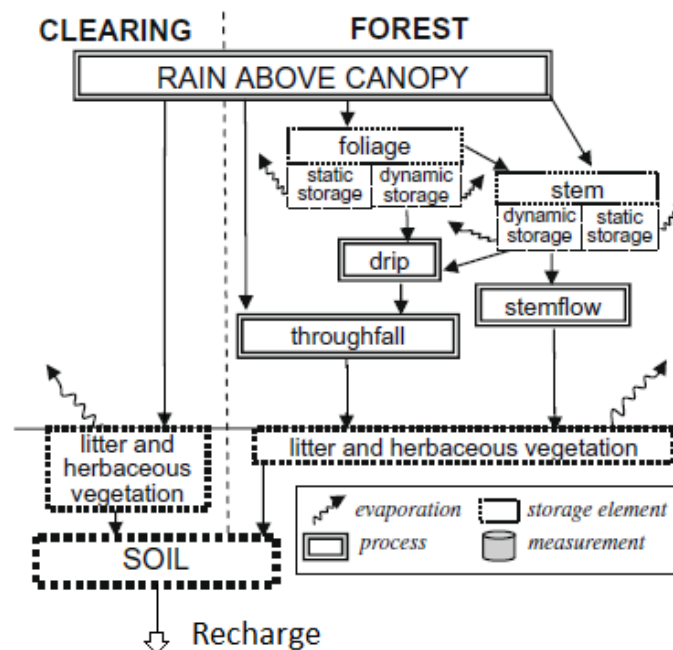 CLEARING
FOREST
RAIN ABOVE CANOPY
foliage
static
storage
dynamic
storage
stem
dynamic
storage
static
storage
drip
stemflow
throughfall
litter and
herbaceous
vegetation
litter and herbaceous vegetation
evaporation
storage element
process
measurement
SOIL
Recharge